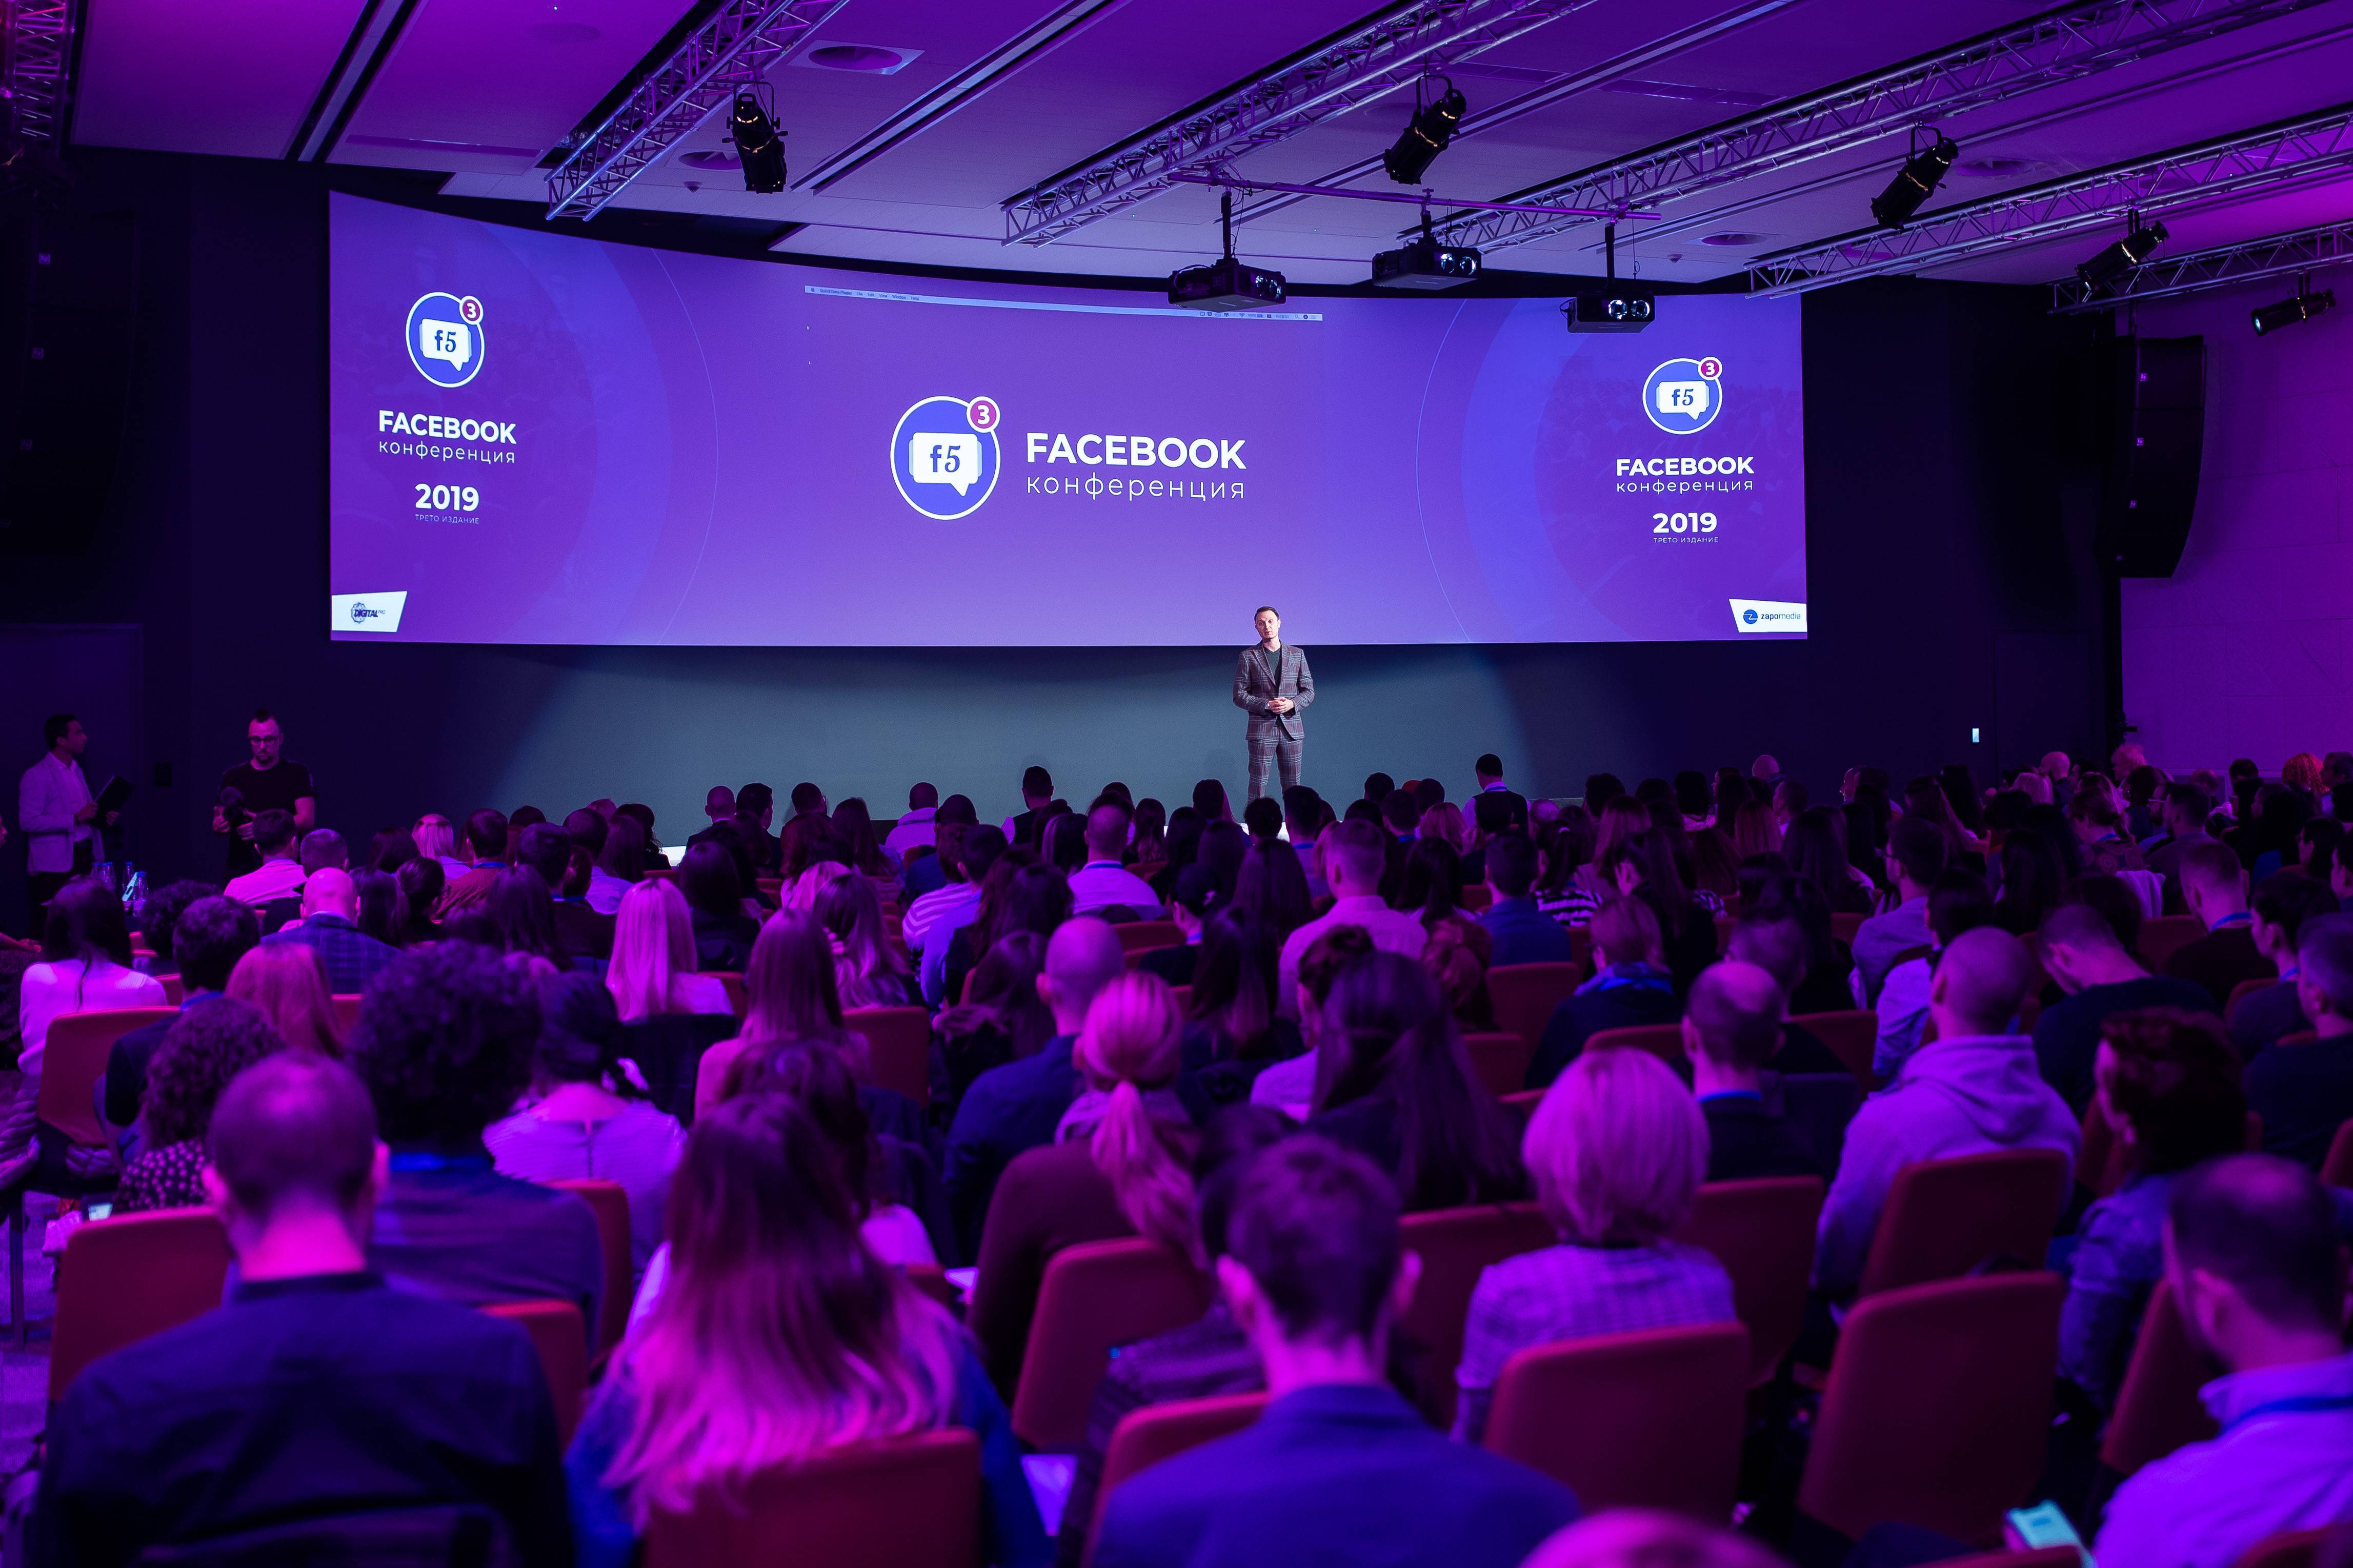 3
f5
FACEBOOK
конференция
2019
ТРЕТО ИЗДАНИЕ
DIGITAL
3
f5
FACEBOOK
конференция
3
f5
FACEBOOK
конференция
2019
ТРЕТО ИЗДАНИЕ
zapomedia